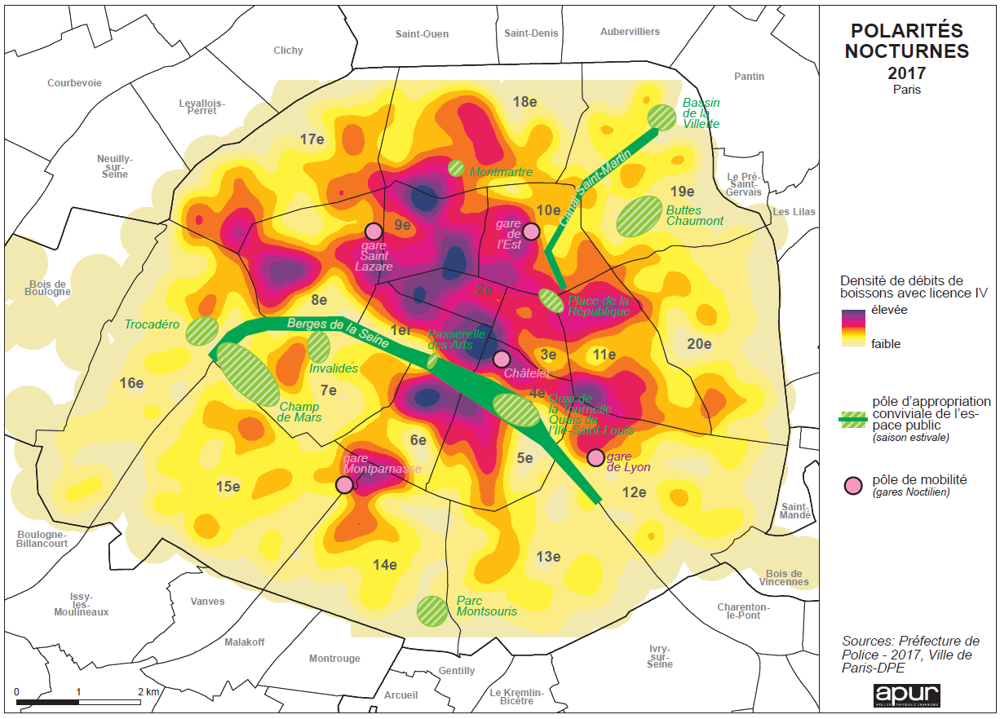 POLARITÉS
NOCTURNES
2017
Paris
Saint-Ouen
Saint-Denis
Aubervilliers
Clichy
Courbevoie
Pantin
Levallois-
Perret
18e
Bassin
de la
Villette
17e
Neuilly-
sur-
Seine
Montmartre
Canal Saint-Martin
Le Pré-
Saint-
Gervais
19e
Les Lilas
10e
Buttes
Chaumont
9e
gare
de
l'Est
gare
Saint
Lazare
Bois de
Boulogne
2e
8e
Place de la
République
Trocadéro
Berges de la Seine
1er
Passerelle
des Arts
20e
3e
11e
Invalides
Châtelet
16e
7e
4e
Champ
de Mars
Quai de
la Tournelle
Quais de
l'Ile-Saint Louis
6e
5e
gare
Montparnasse
gare
de Lyon
15e
12e
Saint-
Mandé
Boulogne-
Billancourt
14e
13e
Bois de
Vincennes
Issy-
les-
Moulineaux
Vanves
Parc
Montsouris
Charenton-
le-Pont
Malakoff
Montrouge
Ivry-
sur-
Seine
Gentilly
Arcueil
Le Kremlin-
Bicêtre
0 1 2 km
Densité de débits de
boissons avec licence IV
élevée
faible
pôle d'appropriation
conviviale de l'es-
pace public
(saison estivale)
pôle de mobilité
(gares Noctilien)
Sources: Préfecture de
Police - 2017, Ville de
Paris-DPE
apur
ATELIER PARISIEN D'URBANISME